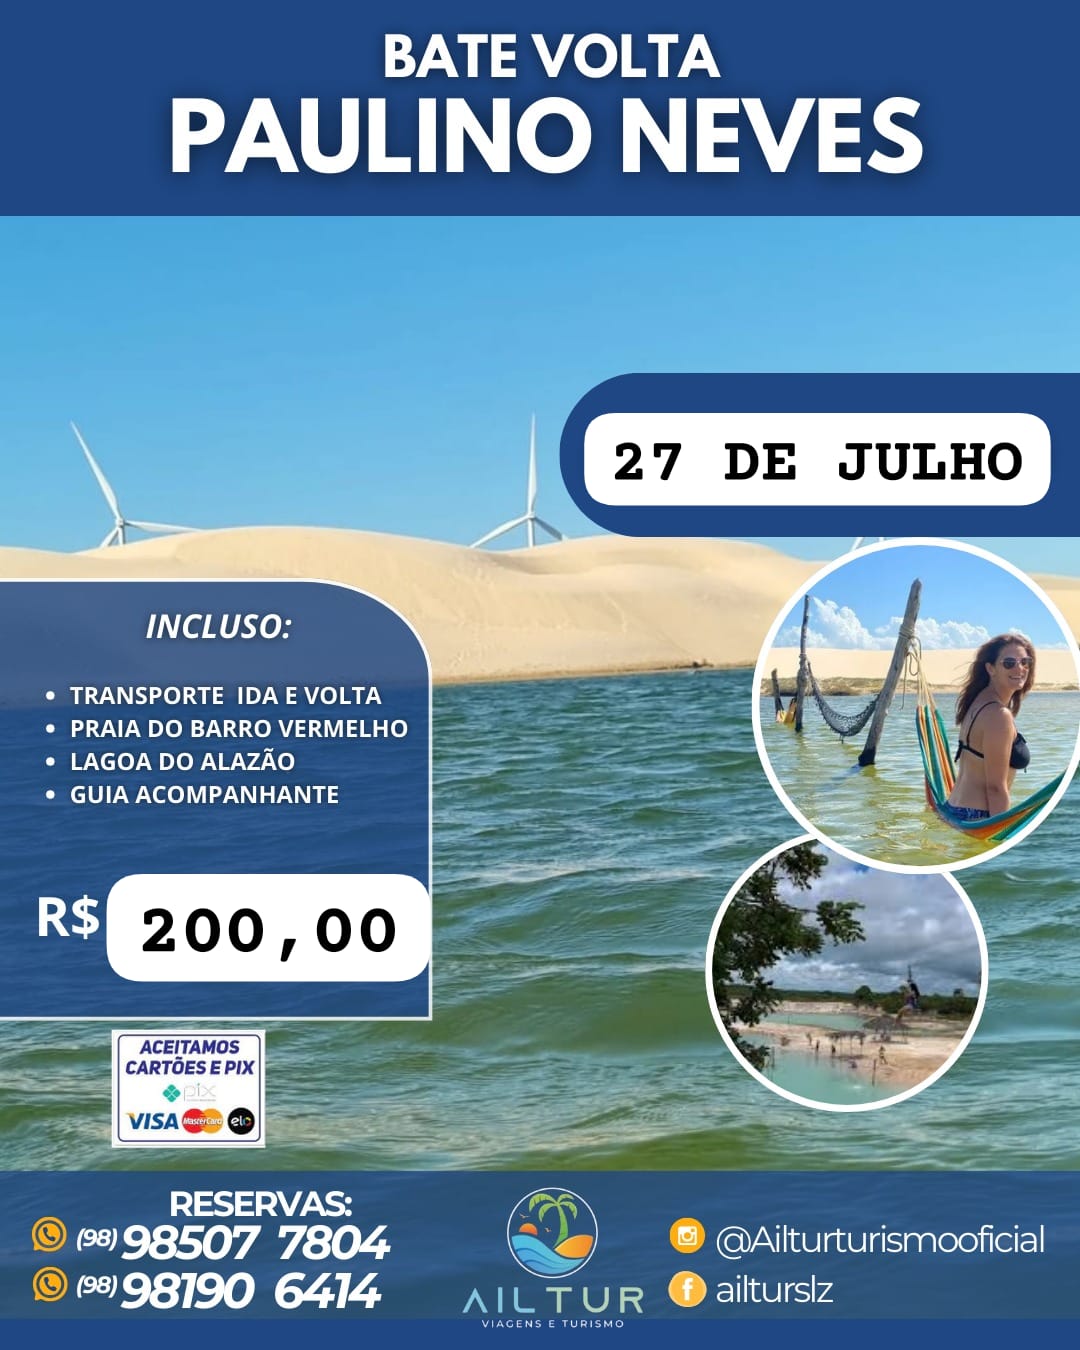 BATE VOLTA
PAULINO NEVES
27 DE JULHO
INCLUSO:
• TRANSPORTE IDA E VOLTA
• PRAIA DO BARRO VERMELHO
• LAGOA DO ALAZÃO
• GUIA ACOMPANHANTE
R$ 200,00
ACEITAMOS
CARTÕES E PIX
pix
VISA MasterCard elo
RESERVAS:
(98) 98507 7804
(98) 98190 6414
AILTUR
VIAGENS E TURISMO
@Ailturturismooficial
ailturslz